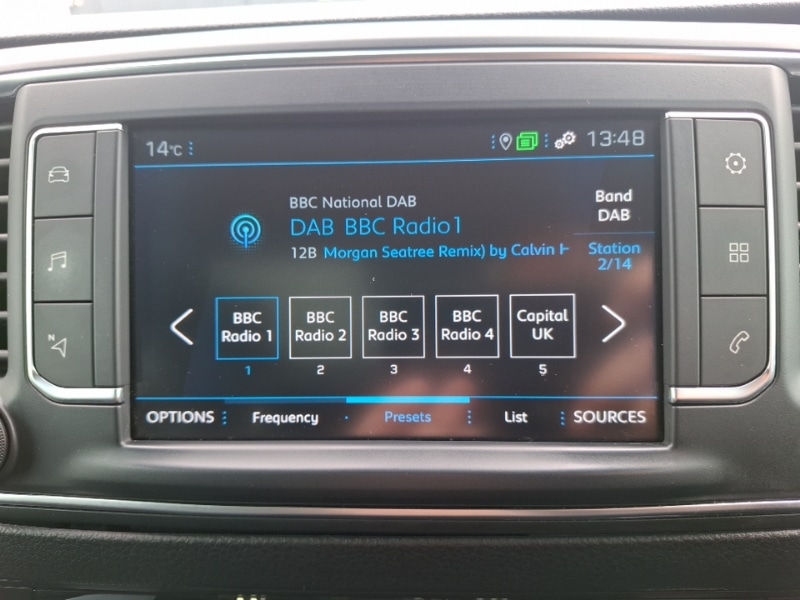 14°C
13:48
BBC National DAB
DAB BBC Radio 1
12B Morgan Seatree Remix) by Calvin H
Band
DAB
Station
2/14
BBC
Radio 1
BBC
Radio 2
BBC
Radio 3
BBC
Radio 4
Capital
UK
1 2 3 4 5
OPTIONS Frequency Presets List SOURCES
N